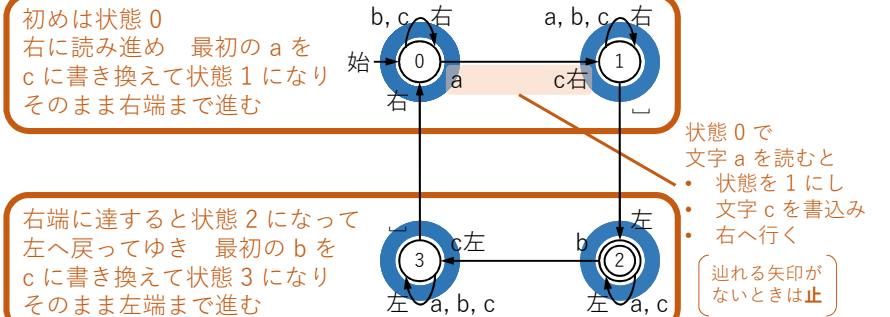 初めは状態 0
右に読み進め　最初の a を
c に書き換えて状態 1 になり
そのまま右端まで進む
b, c　右
a, b, c　右
始
0
1
a
c右
右
␣
状態 0 で
文字 a を読むと
• 状態を 1 にし
• 文字 c を書込み
• 右へ行く
辿れる矢印が
ないときは止
右端に達すると状態 2 になって
左へ戻ってゆき　最初の b を
c に書き換えて状態 3 になり
そのまま左端まで進む
␣
c左
b
左
3
2
左　a, b, c
左　a, c